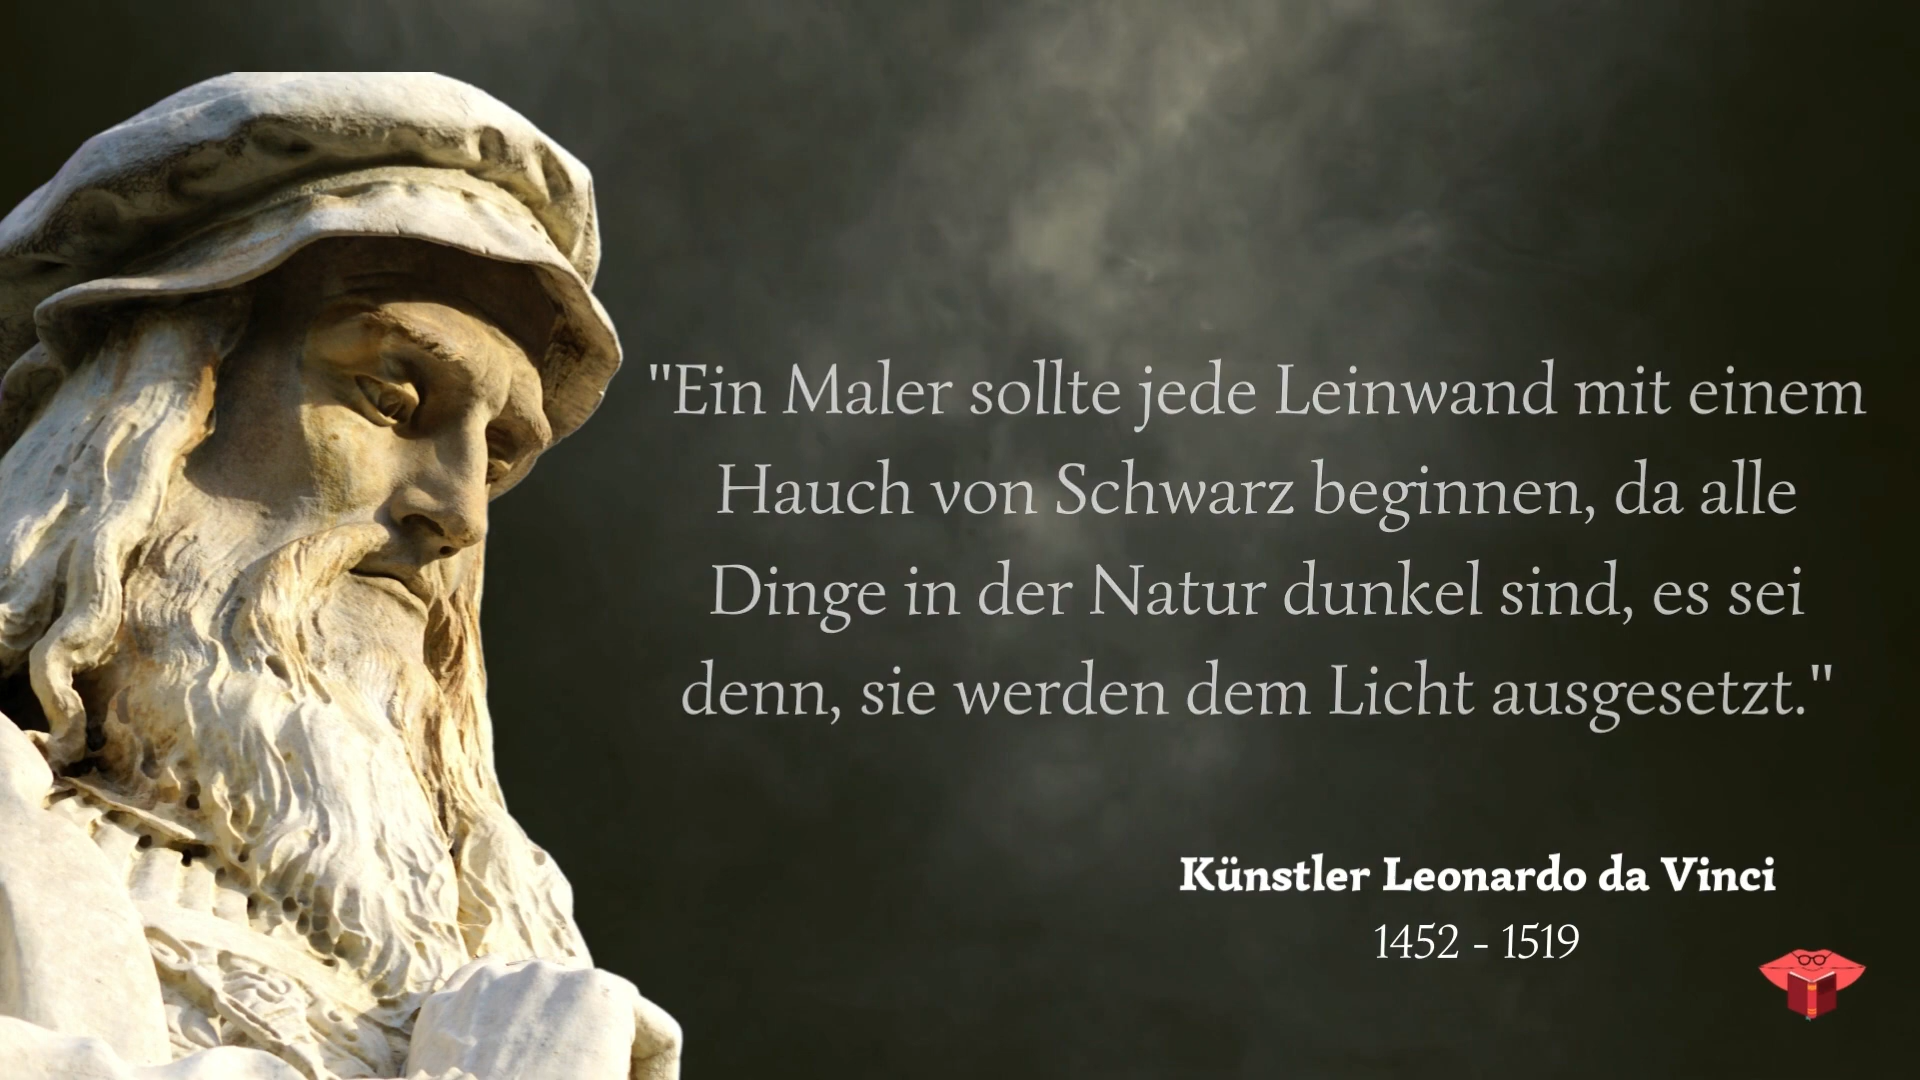 "Ein Maler sollte jede Leinwand mit einem
Hauch von Schwarz beginnen, da alle
Dinge in der Natur dunkel sind, es sei
denn, sie werden dem Licht ausgesetzt."
Künstler Leonardo da Vinci
1452 - 1519